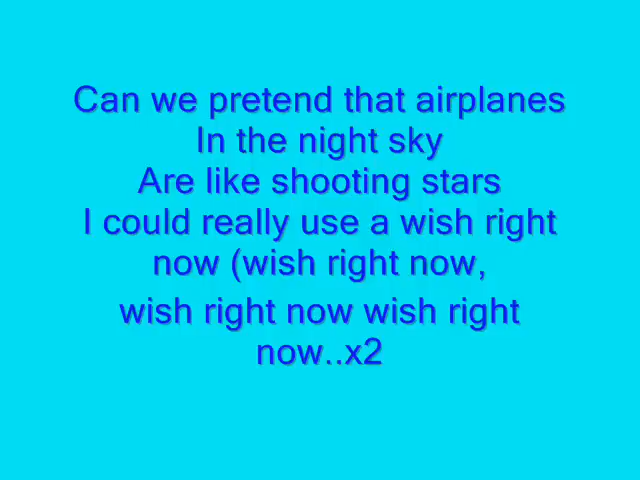 Can we pretend that airplanes
In the night sky
Are like shooting stars
I could really use a wish right
now (wish right now,
wish right now wish right
now..x2